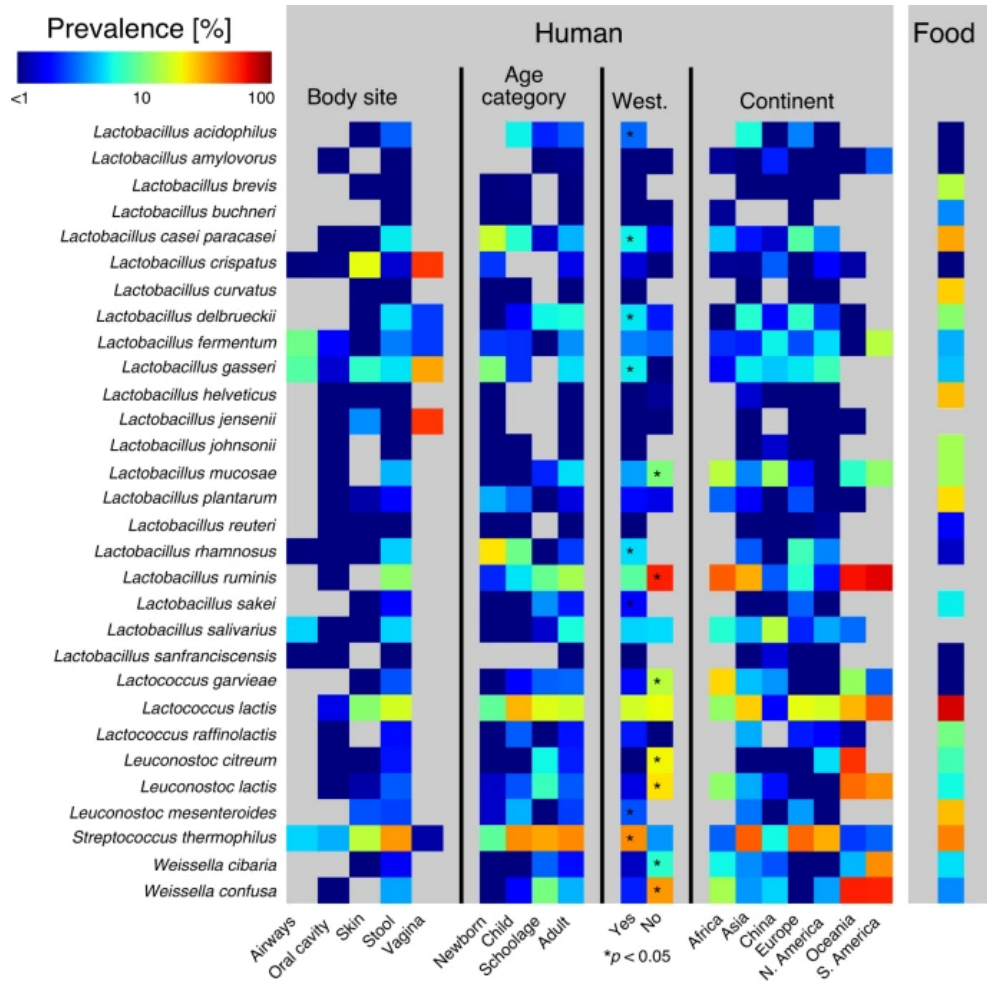 Prevalence [%]
<1 10 100
Human
Food
Body site
Age
category
West.
Continent
Lactobacillus acidophilus *
Lactobacillus amylovorus
Lactobacillus brevis
Lactobacillus buchneri
Lactobacillus casei paracasei *
Lactobacillus crispatus
Lactobacillus curvatus
Lactobacillus delbrueckii *
Lactobacillus fermentum
Lactobacillus gasseri *
Lactobacillus helveticus
Lactobacillus jensenii
Lactobacillus johnsonii
Lactobacillus mucosae *
Lactobacillus plantarum
Lactobacillus reuteri
Lactobacillus rhamnosus *
Lactobacillus ruminis *
Lactobacillus sakei *
Lactobacillus salivarius
Lactobacillus sanfranciscensis
Lactococcus garvieae *
Lactococcus lactis
Lactococcus raffinolactis
Leuconostoc citreum *
Leuconostoc lactis *
Leuconostoc mesenteroides *
Streptococcus thermophilus *
Weissella cibaria *
Weissella confusa *
Airways
Oral cavity
Skin
Stool
Vagina
Newborn
Child
Schoolage
Adult
Yes
No
Africa
Asia
China
Europe
N. America
Oceania
S. America
*p < 0.05